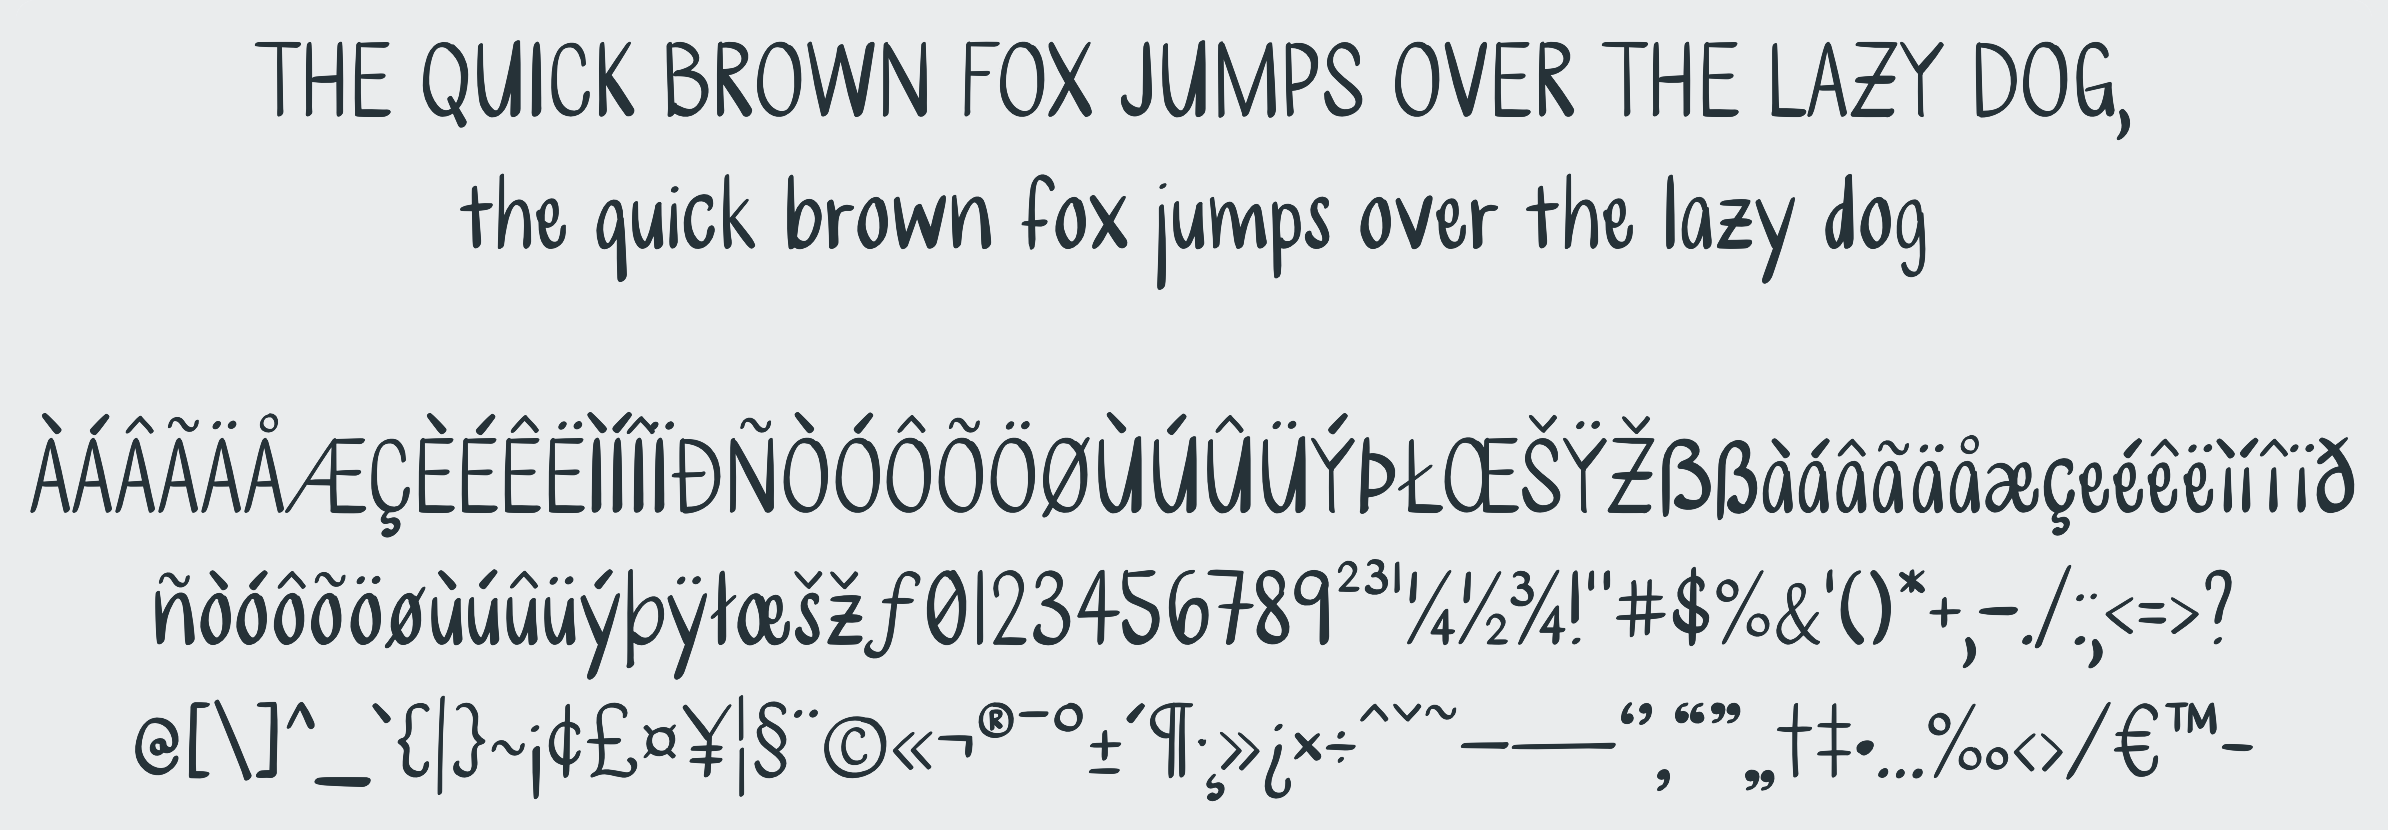 THE QUICK BROWN FOX JUMPS OVER THE LAZY DOG,
the quick brown fox jumps over the lazy dog
ÀÁÂÃÄÅÆÇÈÉÊËÌÍÎÏÐÑÒÓÔÕÖØÙÚÛÜÝÞŁŒŠŸŽßßàáâãäåæçeéêëìíîïð
ñòóôõöøùúûüýþÿłœšžƒ0123456789²³¹¼½¾!"#$%&'()*+,-./:;<=>?
@[\]^_`{|}~¡¢£¤¥¦§¨©«¬®¯°±´¶·¸»¿×÷ˆˇ˜–—‘’‚“”„†‡•…‰‹›⁄€™−